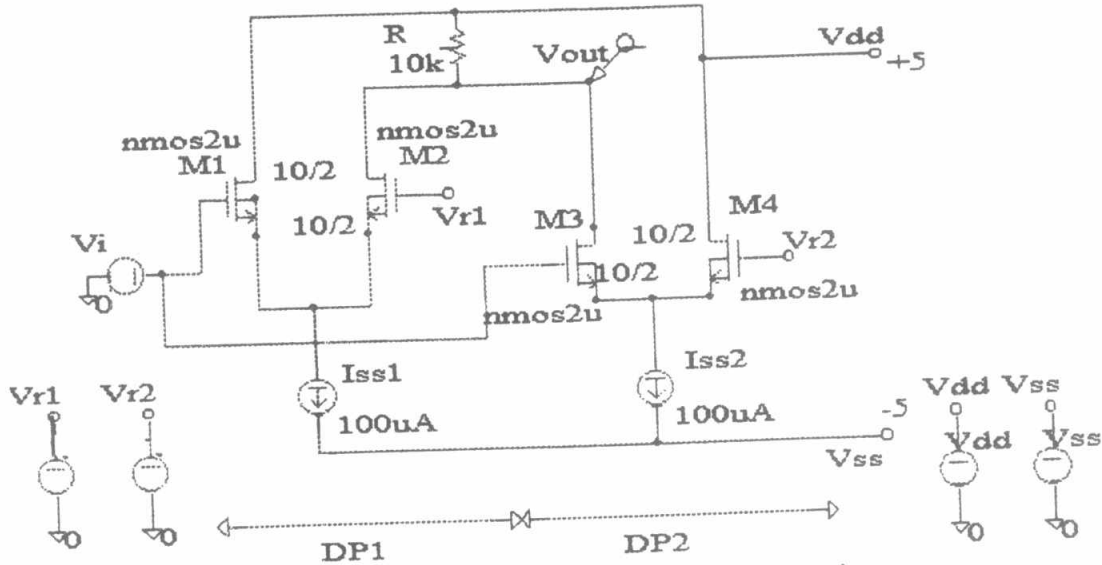 R
10k
Vout
Vdd
+5
nmos2u
M1
10/2
nmos2u
M2
10/2
Vr1
M3
10/2
M4
10/2
Vr2
nmos2u
nmos2u
Vi
0
Iss1
100uA
Iss2
100uA
-5
Vss
Vr1
Vr2
0
0
Vdd
Vss
Vdd
Vss
0
0
DP1
DP2